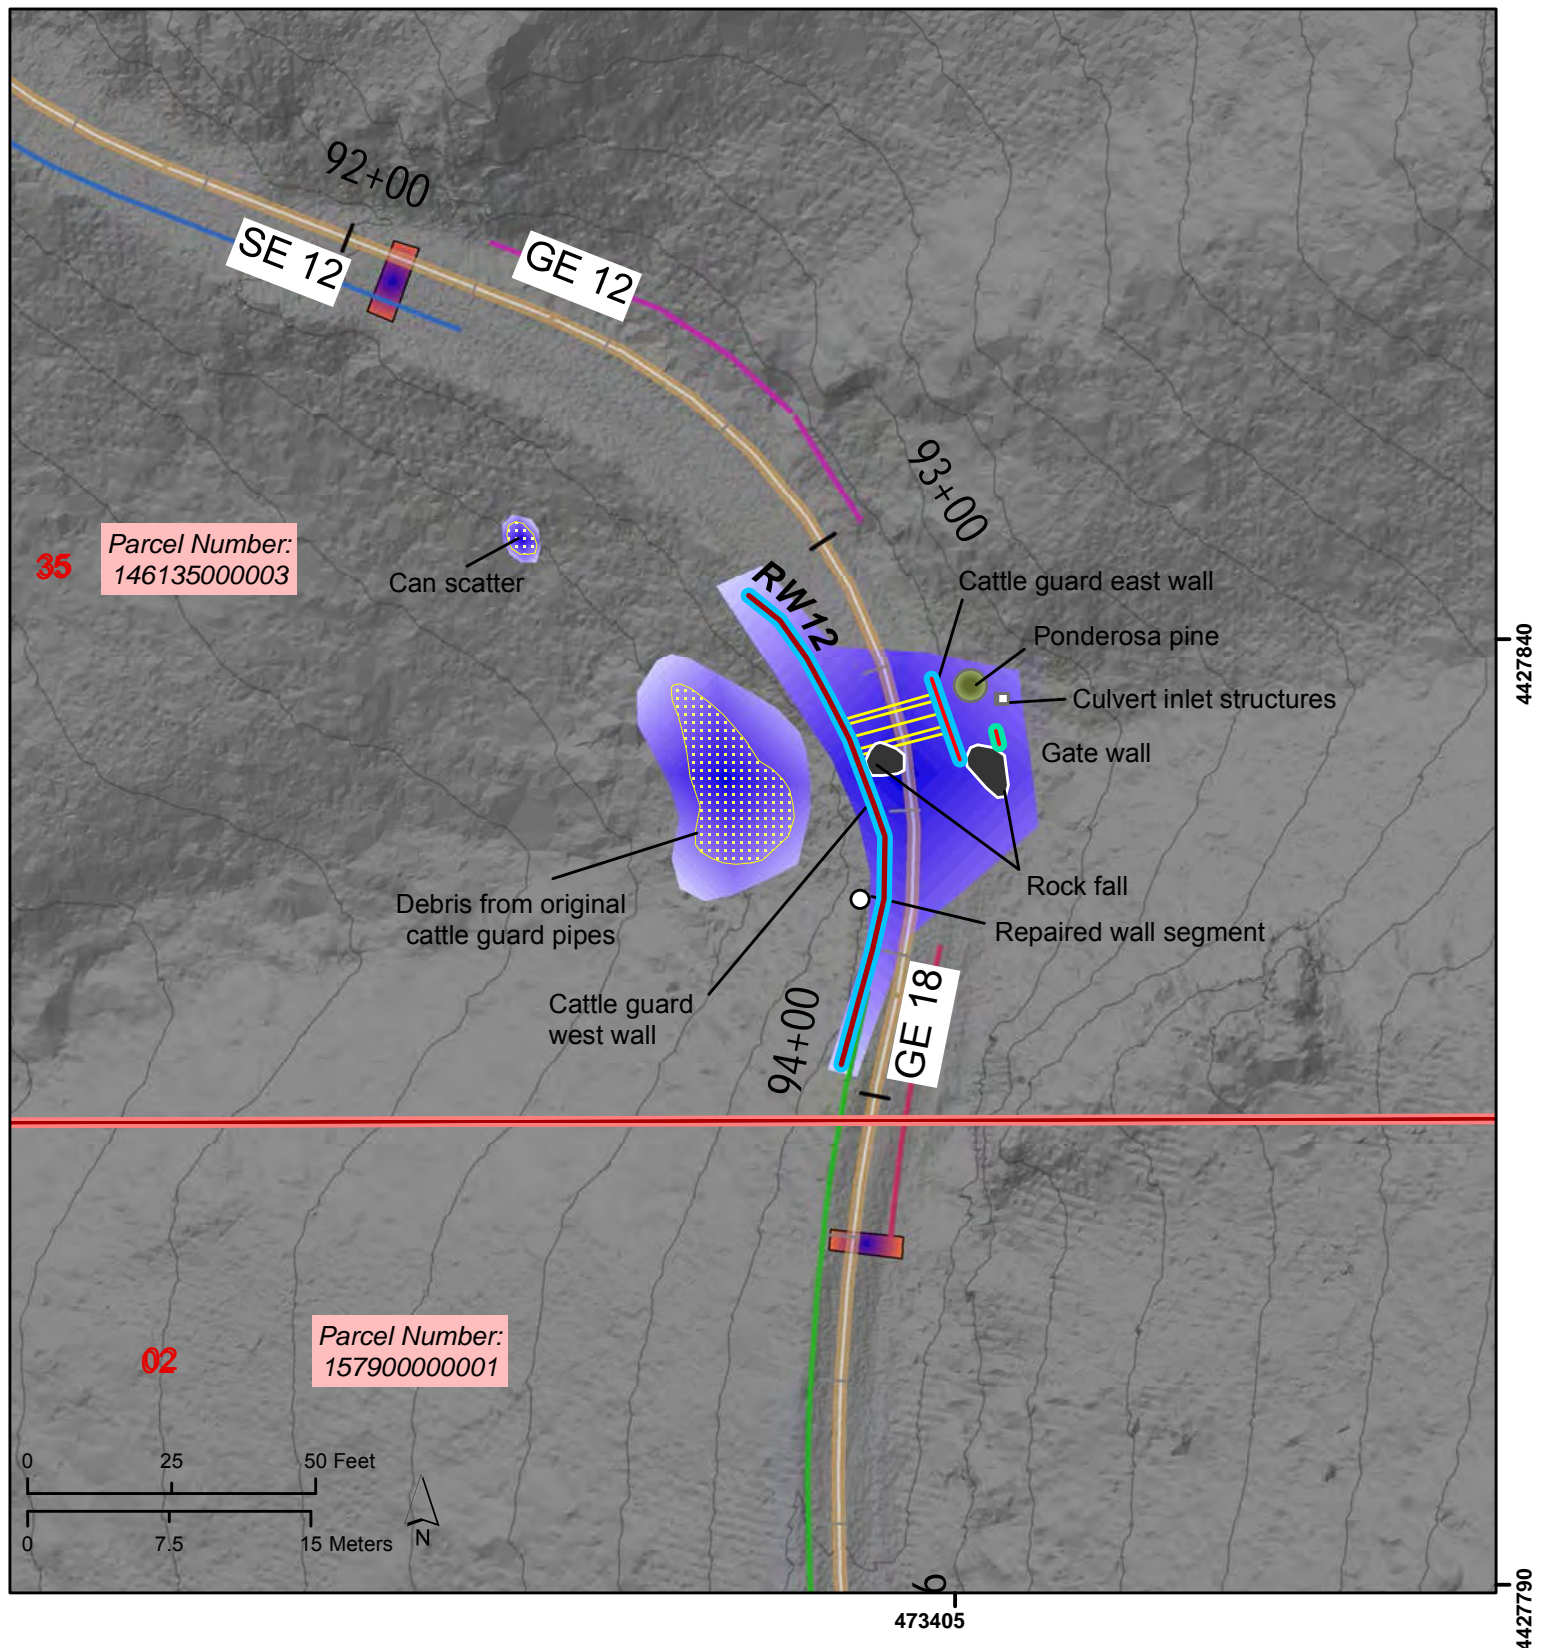 92+00
SE 12
GE 12
93+00
35
Parcel Number:
146135000003
Can scatter
RW12
Cattle guard east wall
Ponderosa pine
4427840
Culvert inlet structures
Gate wall
Debris from original
cattle guard pipes
Rock fall
Repaired wall segment
Cattle guard
west wall
94+00
GE 18
02
Parcel Number:
157900000001
0 25 50 Feet
0 7.5 15 Meters
N
9
473405
4427790